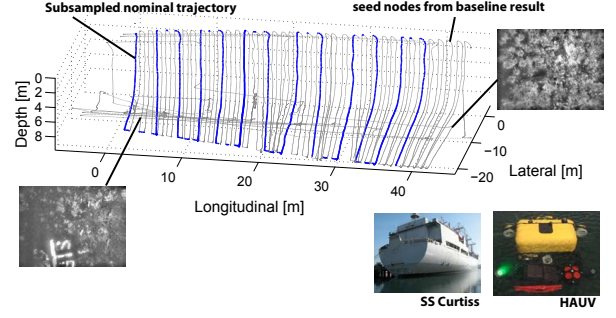 Subsampled nominal trajectory
seed nodes from baseline result
Depth [m]
0
2
4
6
8
0
10
20
30
40
Longitudinal [m]
0
−10
−20
Lateral [m]
SS Curtiss
HAUV